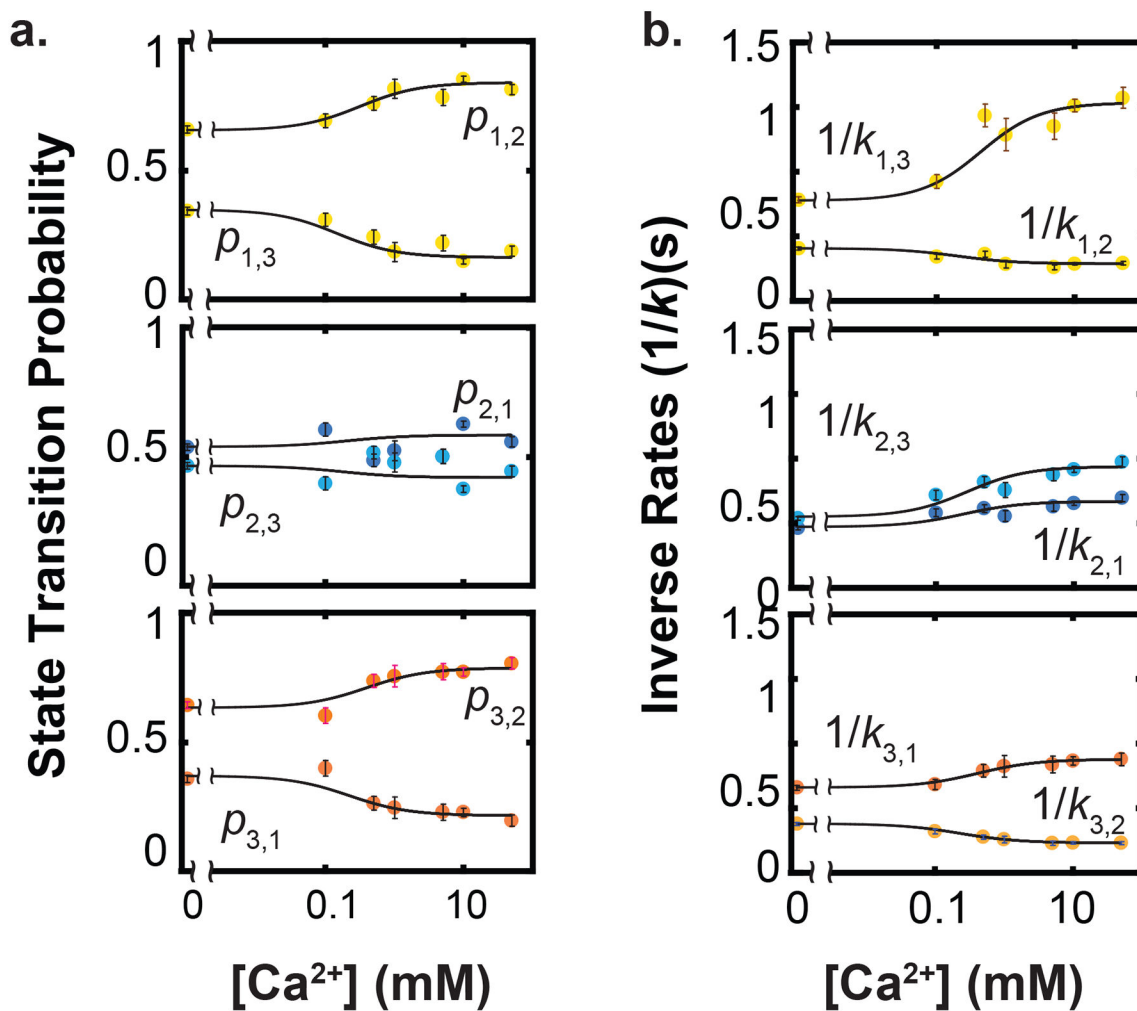 a.
State Transition Probability
1
0.5
0
p1,2
p1,3
1
0.5
0
p2,1
p2,3
1
0.5
0
p3,2
p3,1
0 0.1 10
[Ca2+] (mM)
b.
Inverse Rates (1/k)(s)
1.5
1
0.5
0
1/k1,3
1/k1,2
1.5
1
0.5
0
1/k2,3
1/k2,1
1.5
1
0.5
0
1/k3,1
1/k3,2
0 0.1 10
[Ca2+] (mM)